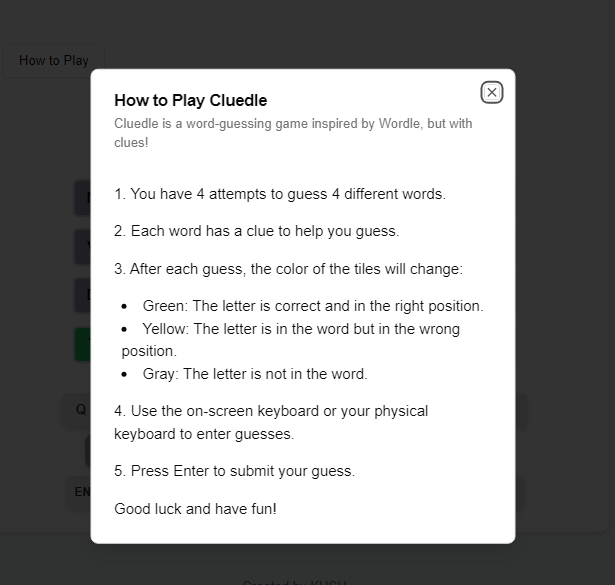 How to Play
How to Play Cluedle
Cluedle is a word-guessing game inspired by Wordle, but with
clues!
1. You have 4 attempts to guess 4 different words.
2. Each word has a clue to help you guess.
3. After each guess, the color of the tiles will change:
• Green: The letter is correct and in the right position.
• Yellow: The letter is in the word but in the wrong
position.
• Gray: The letter is not in the word.
4. Use the on-screen keyboard or your physical
keyboard to enter guesses.
Q
5. Press Enter to submit your guess.
EN
Good luck and have fun!